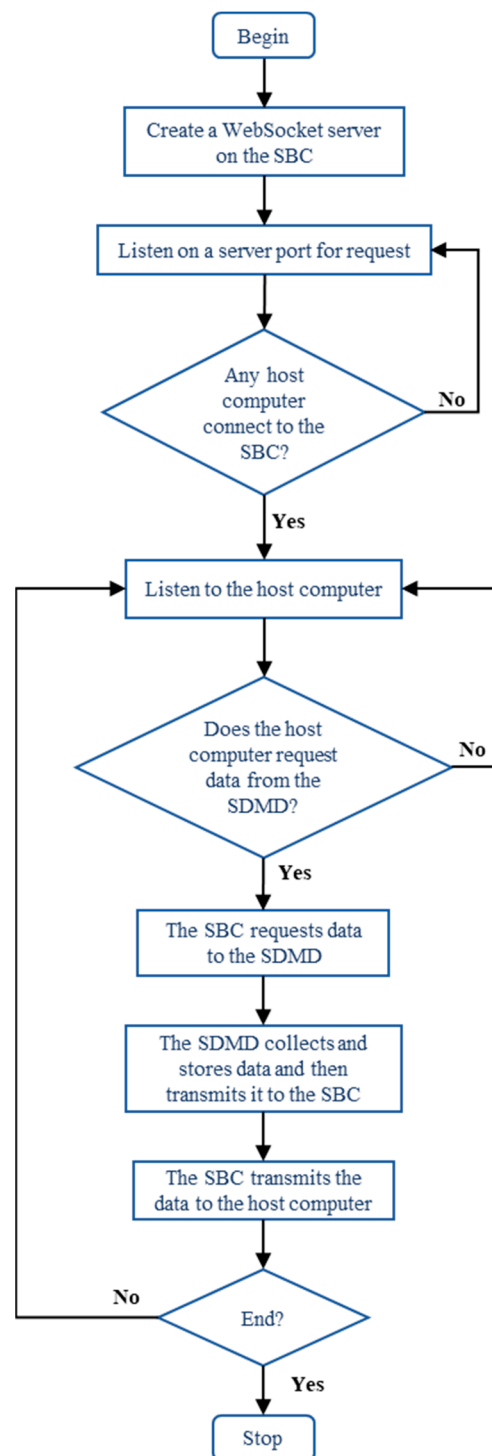 Begin
Create a WebSocket server
on the SBC
Listen on a server port for request
Any host
computer
connect to the
SBC?
No
Yes
Listen to the host computer
Does the host
computer request
data from the
SDMD?
No
Yes
The SBC requests data
to the SDMD
The SDMD collects and
stores data and then
transmits it to the SBC
The SBC transmits the
data to the host computer
No
End?
Yes
Stop